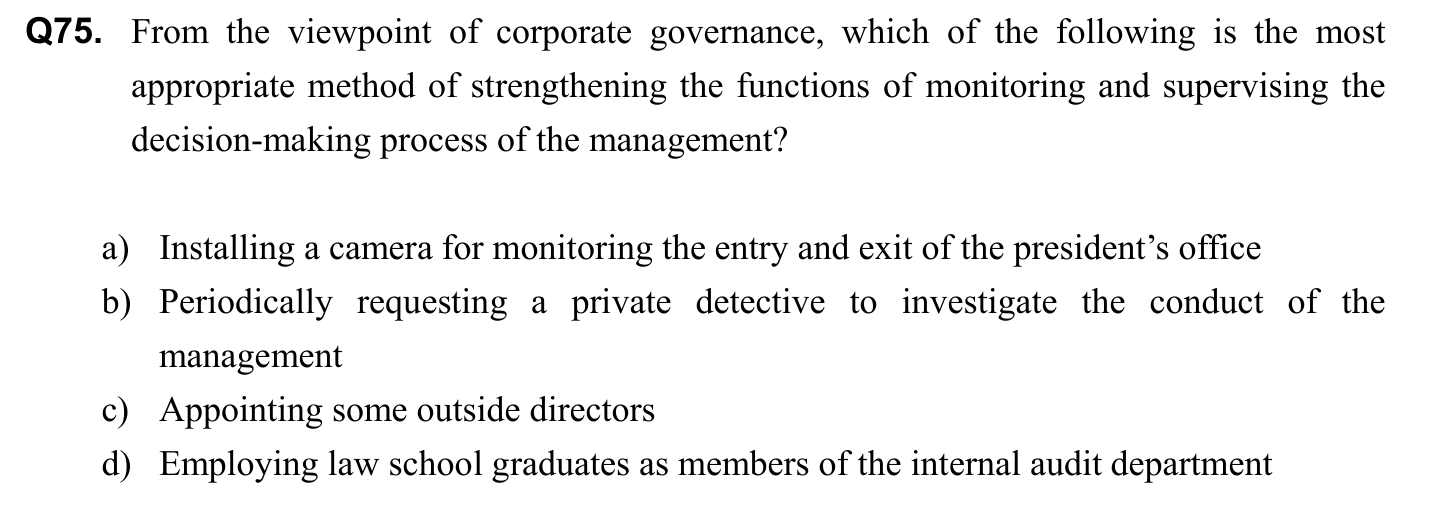 Q75. From the viewpoint of corporate governance, which of the following is the most
appropriate method of strengthening the functions of monitoring and supervising the
decision-making process of the management?
a) Installing a camera for monitoring the entry and exit of the president’s office
b) Periodically requesting a private detective to investigate the conduct of the
management
c) Appointing some outside directors
d) Employing law school graduates as members of the internal audit department